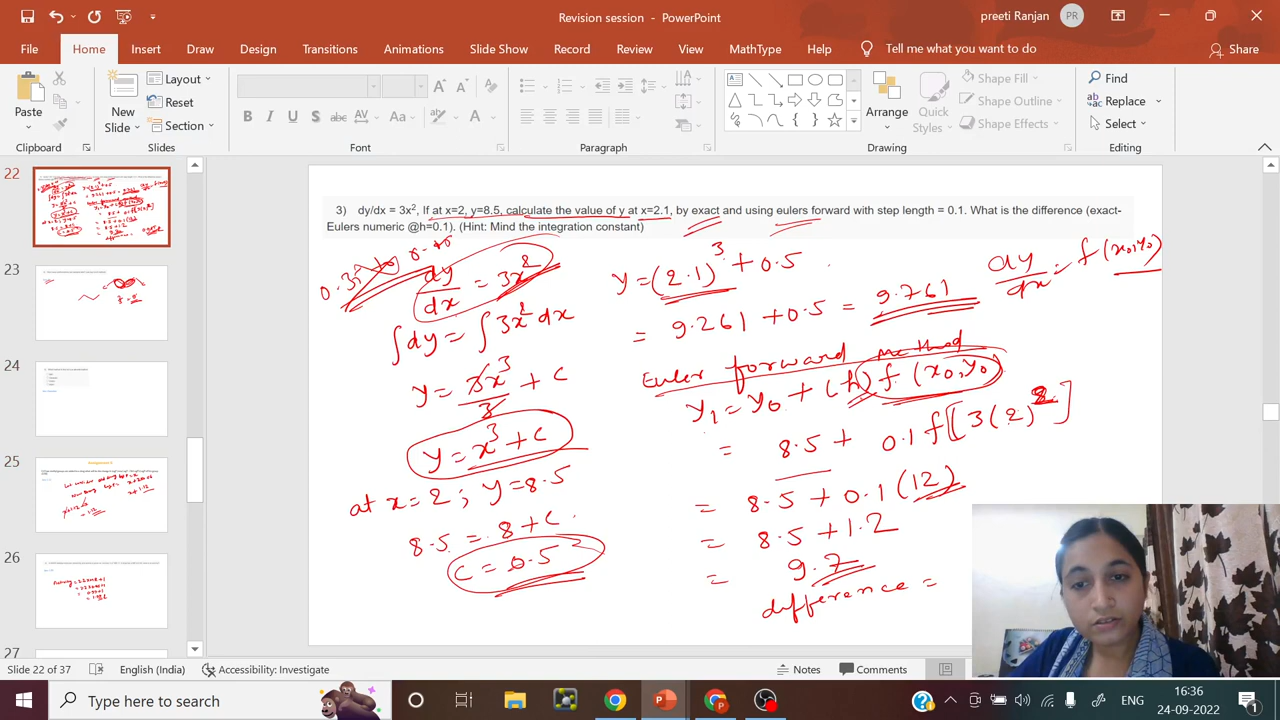 Revision session - PowerPoint
preeti Ranjan
PR
File Home Insert Draw Design Transitions Animations Slide Show Record Review View MathType Help Tell me what you want to do Share
Paste
New Slide
Layout
Reset
Section
Arrange
Quick Styles
Shape Fill
Shape Outline
Shape Effects
Find
Replace
Select
Clipboard Slides Font Paragraph Drawing Editing
22
23
24
25
26
3) dy/dx = 3x², If at x=2, y=8.5, calculate the value of y at x=2.1, by exact and using eulers forward with step length = 0.1. What is the difference (exact-
Eulers numeric @h=0.1). (Hint: Mind the integration constant)
dy/dx = 3x²
∫dy = ∫3x² dx
y = 3x³/3 + c
y = x³ + c
at x = 2 ; y = 8.5
8.5 = 8 + c
c = 0.5
y = (2.1)³ + 0.5
= 9.261 + 0.5 = 9.761
dy/dx = f(x₀,y₀)
Euler forward Method
y₁ = y₀ + (h) f (x₀,y₀)
= 8.5 + 0.1 f[3(2)²]
= 8.5 + 0.1 (12)
= 8.5 + 1.2
= 9.7
difference =
Slide 22 of 37 English (India) Accessibility: Investigate Notes Comments
Type here to search
ENG
16:36
24-09-2022